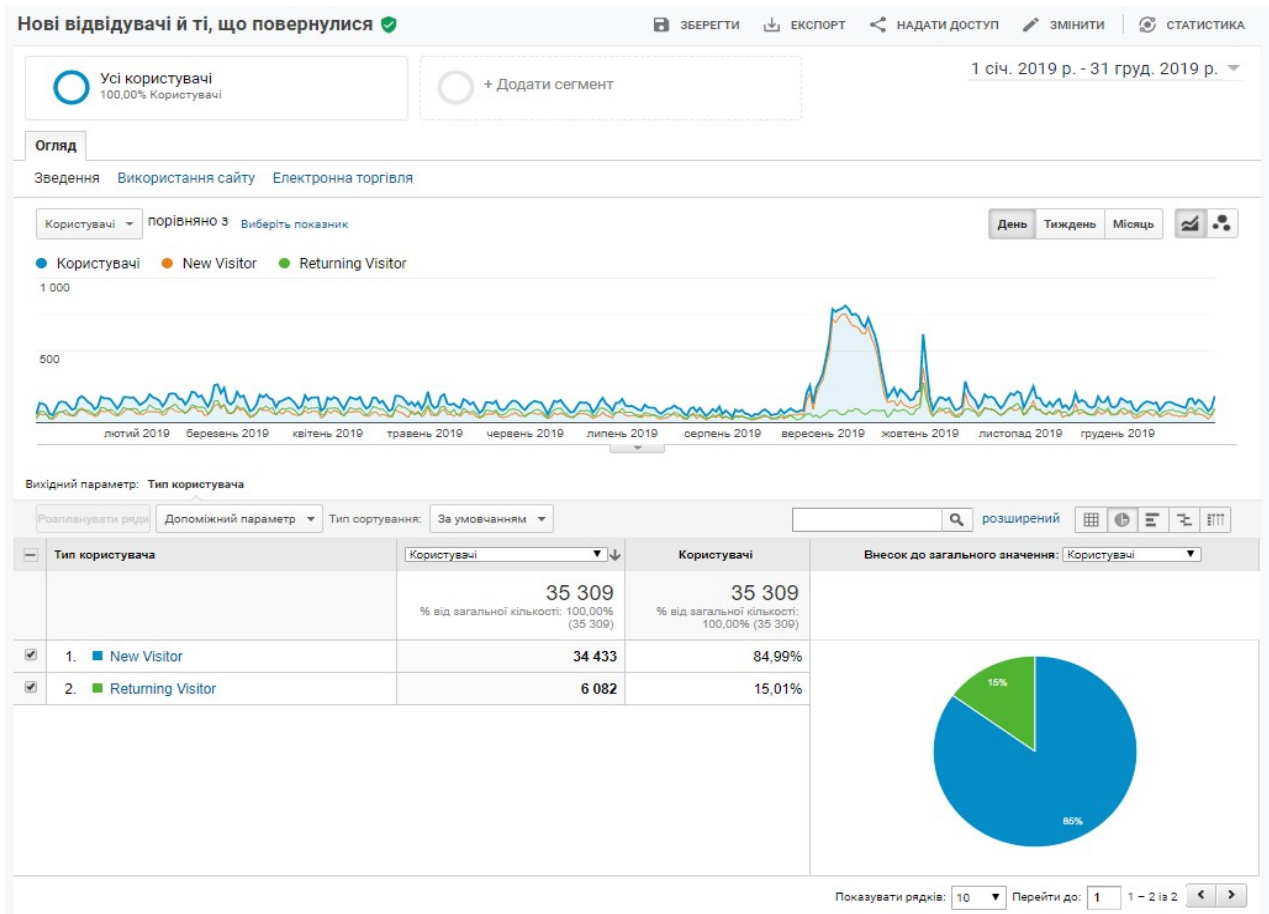 Нові відвідувачі й ті, що повернулися
ЗБЕРЕГТИ ЕКСПОРТ НАДАТИ ДОСТУП ЗМІНИТИ СТАТИСТИКА
Усі користувачі
100,00% Користувачі
+ Додати сегмент
1 січ. 2019 р. - 31 груд. 2019 р.
Огляд
Зведення Використання сайту Електронна торгівля
Користувачі порівняно з Виберіть показник
День Тиждень Місяць
Користувачі New Visitor Returning Visitor
1 000
500
лютий 2019 березень 2019 квітень 2019 травень 2019 червень 2019 липень 2019 серпень 2019 вересень 2019 жовтень 2019 листопад 2019 грудень 2019
Вихідний параметр: Тип користувача
Розпланувати ряди Допоміжний параметр Тип сортування: За умовчанням розширений
Тип користувача Користувачі Користувачі Внесок до загального значення: Користувачі
35 309 35 309
% від загальної кількості: 100,00% (35 309) % від загальної кількості: 100,00% (35 309)
1. New Visitor 34 433 84,99%
2. Returning Visitor 6 082 15,01%
15%
85%
Показувати рядків: 10 Перейти до: 1 1 – 2 із 2